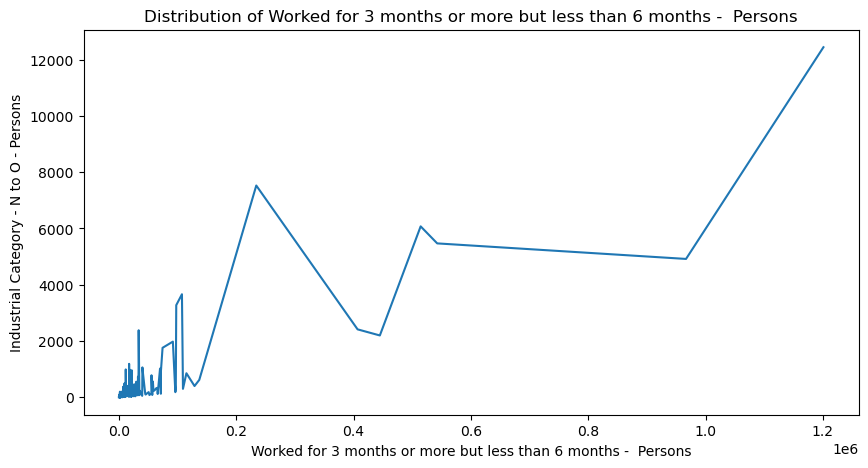 Distribution of Worked for 3 months or more but less than 6 months -  Persons
Industrial Category - N to O - Persons
12000
10000
8000
6000
4000
2000
0
0.0 0.2 0.4 0.6 0.8 1.0 1.2
1e6
Worked for 3 months or more but less than 6 months -  Persons